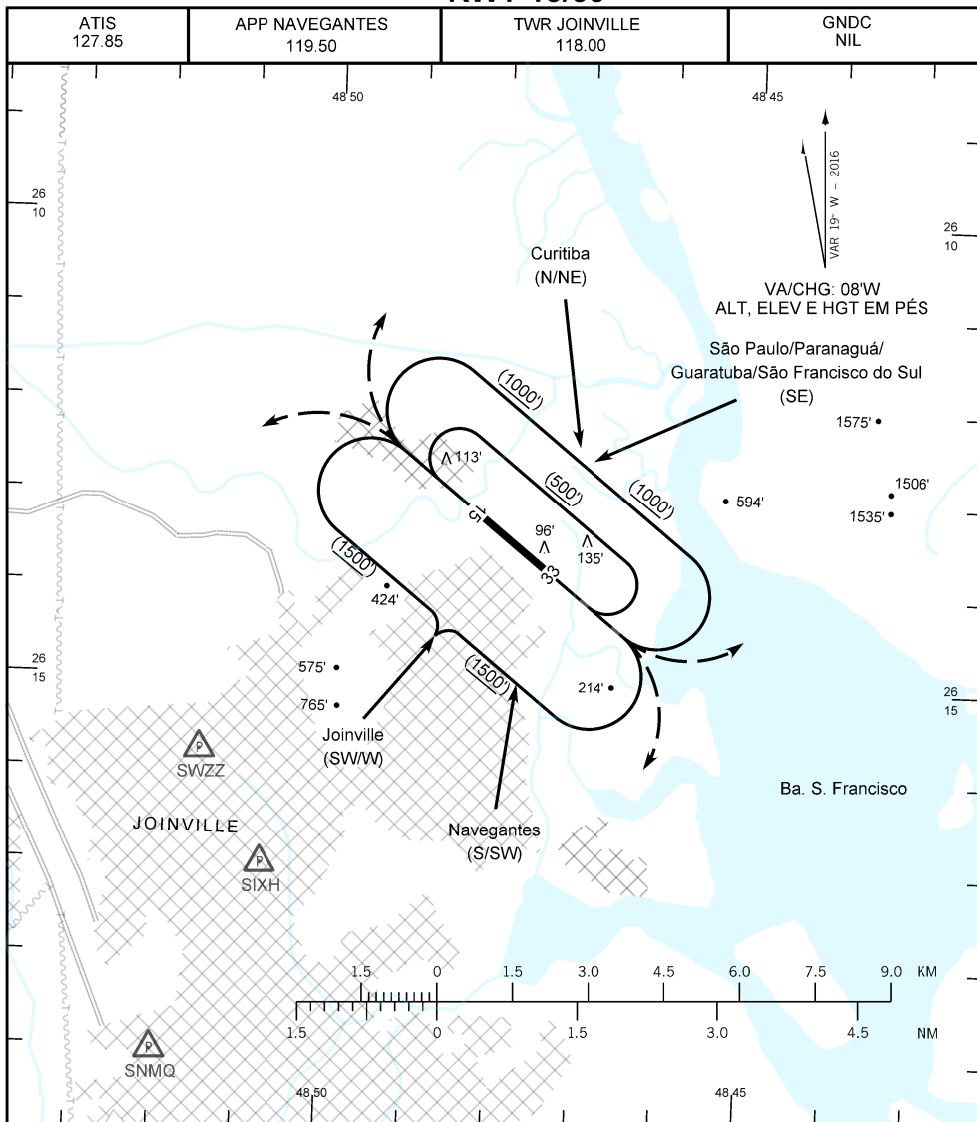 ATIS
127.85
APP NAVEGANTES
119.50
TWR JOINVILLE
118.00
GNDC
NIL
48 50
48 45
VAR 19° W – 2016
26
10
26
10
Curitiba
(N/NE)
VA/CHG: 08'W
ALT, ELEV E HGT EM PÉS
São Paulo/Paranaguá/
Guaratuba/São Francisco do Sul
(SE)
(1000')
1575'
113'
(500')
(1000')
1506'
594'
1535'
15
96'
135'
33
(1500')
424'
575'
26
15
(1500')
214'
26
15
765'
Joinville
(SW/W)
SWZZ
Ba. S. Francisco
JOINVILLE
Navegantes
(S/SW)
SIXH
1.5 0 1.5 3.0 4.5 6.0 7.5 9.0 KM
1.5 0 1.5 3.0 4.5 NM
SNMQ
48 50
48 45